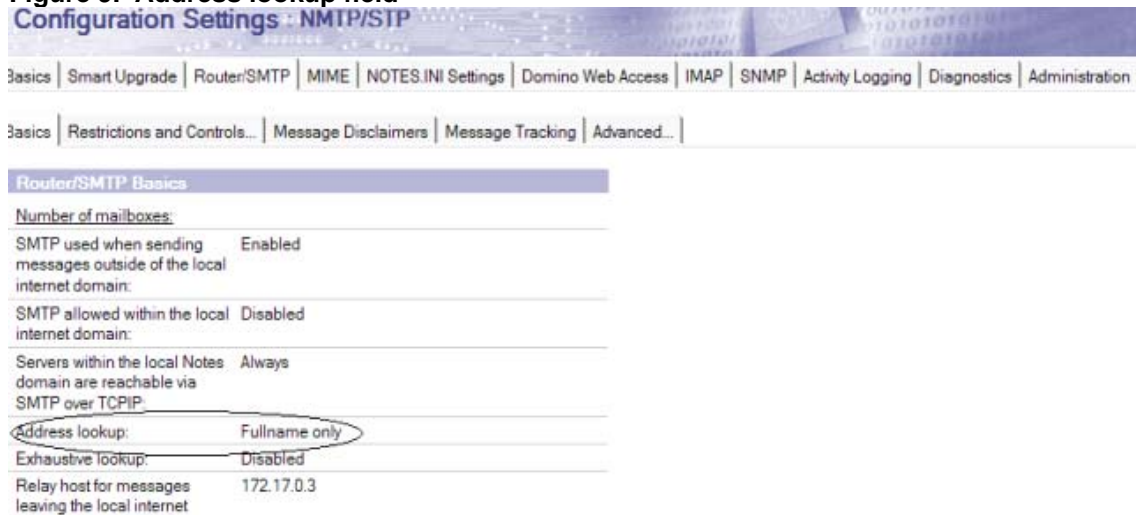 Figure 3. Address lookup field
Configuration Settings : NMTP/STP
Basics | Smart Upgrade | Router/SMTP | MIME | NOTES.INI Settings | Domino Web Access | IMAP | SNMP | Activity Logging | Diagnostics | Administration
Basics | Restrictions and Controls... | Message Disclaimers | Message Tracking | Advanced... |
Router/SMTP Basics
Number of mailboxes:
SMTP used when sending Enabled
messages outside of the local
internet domain:
SMTP allowed within the local Disabled
internet domain:
Servers within the local Notes Always
domain are reachable via
SMTP over TCPIP:
Address lookup: Fullname only
Exhaustive lookup: Disabled
Relay host for messages 172.17.0.3
leaving the local internet